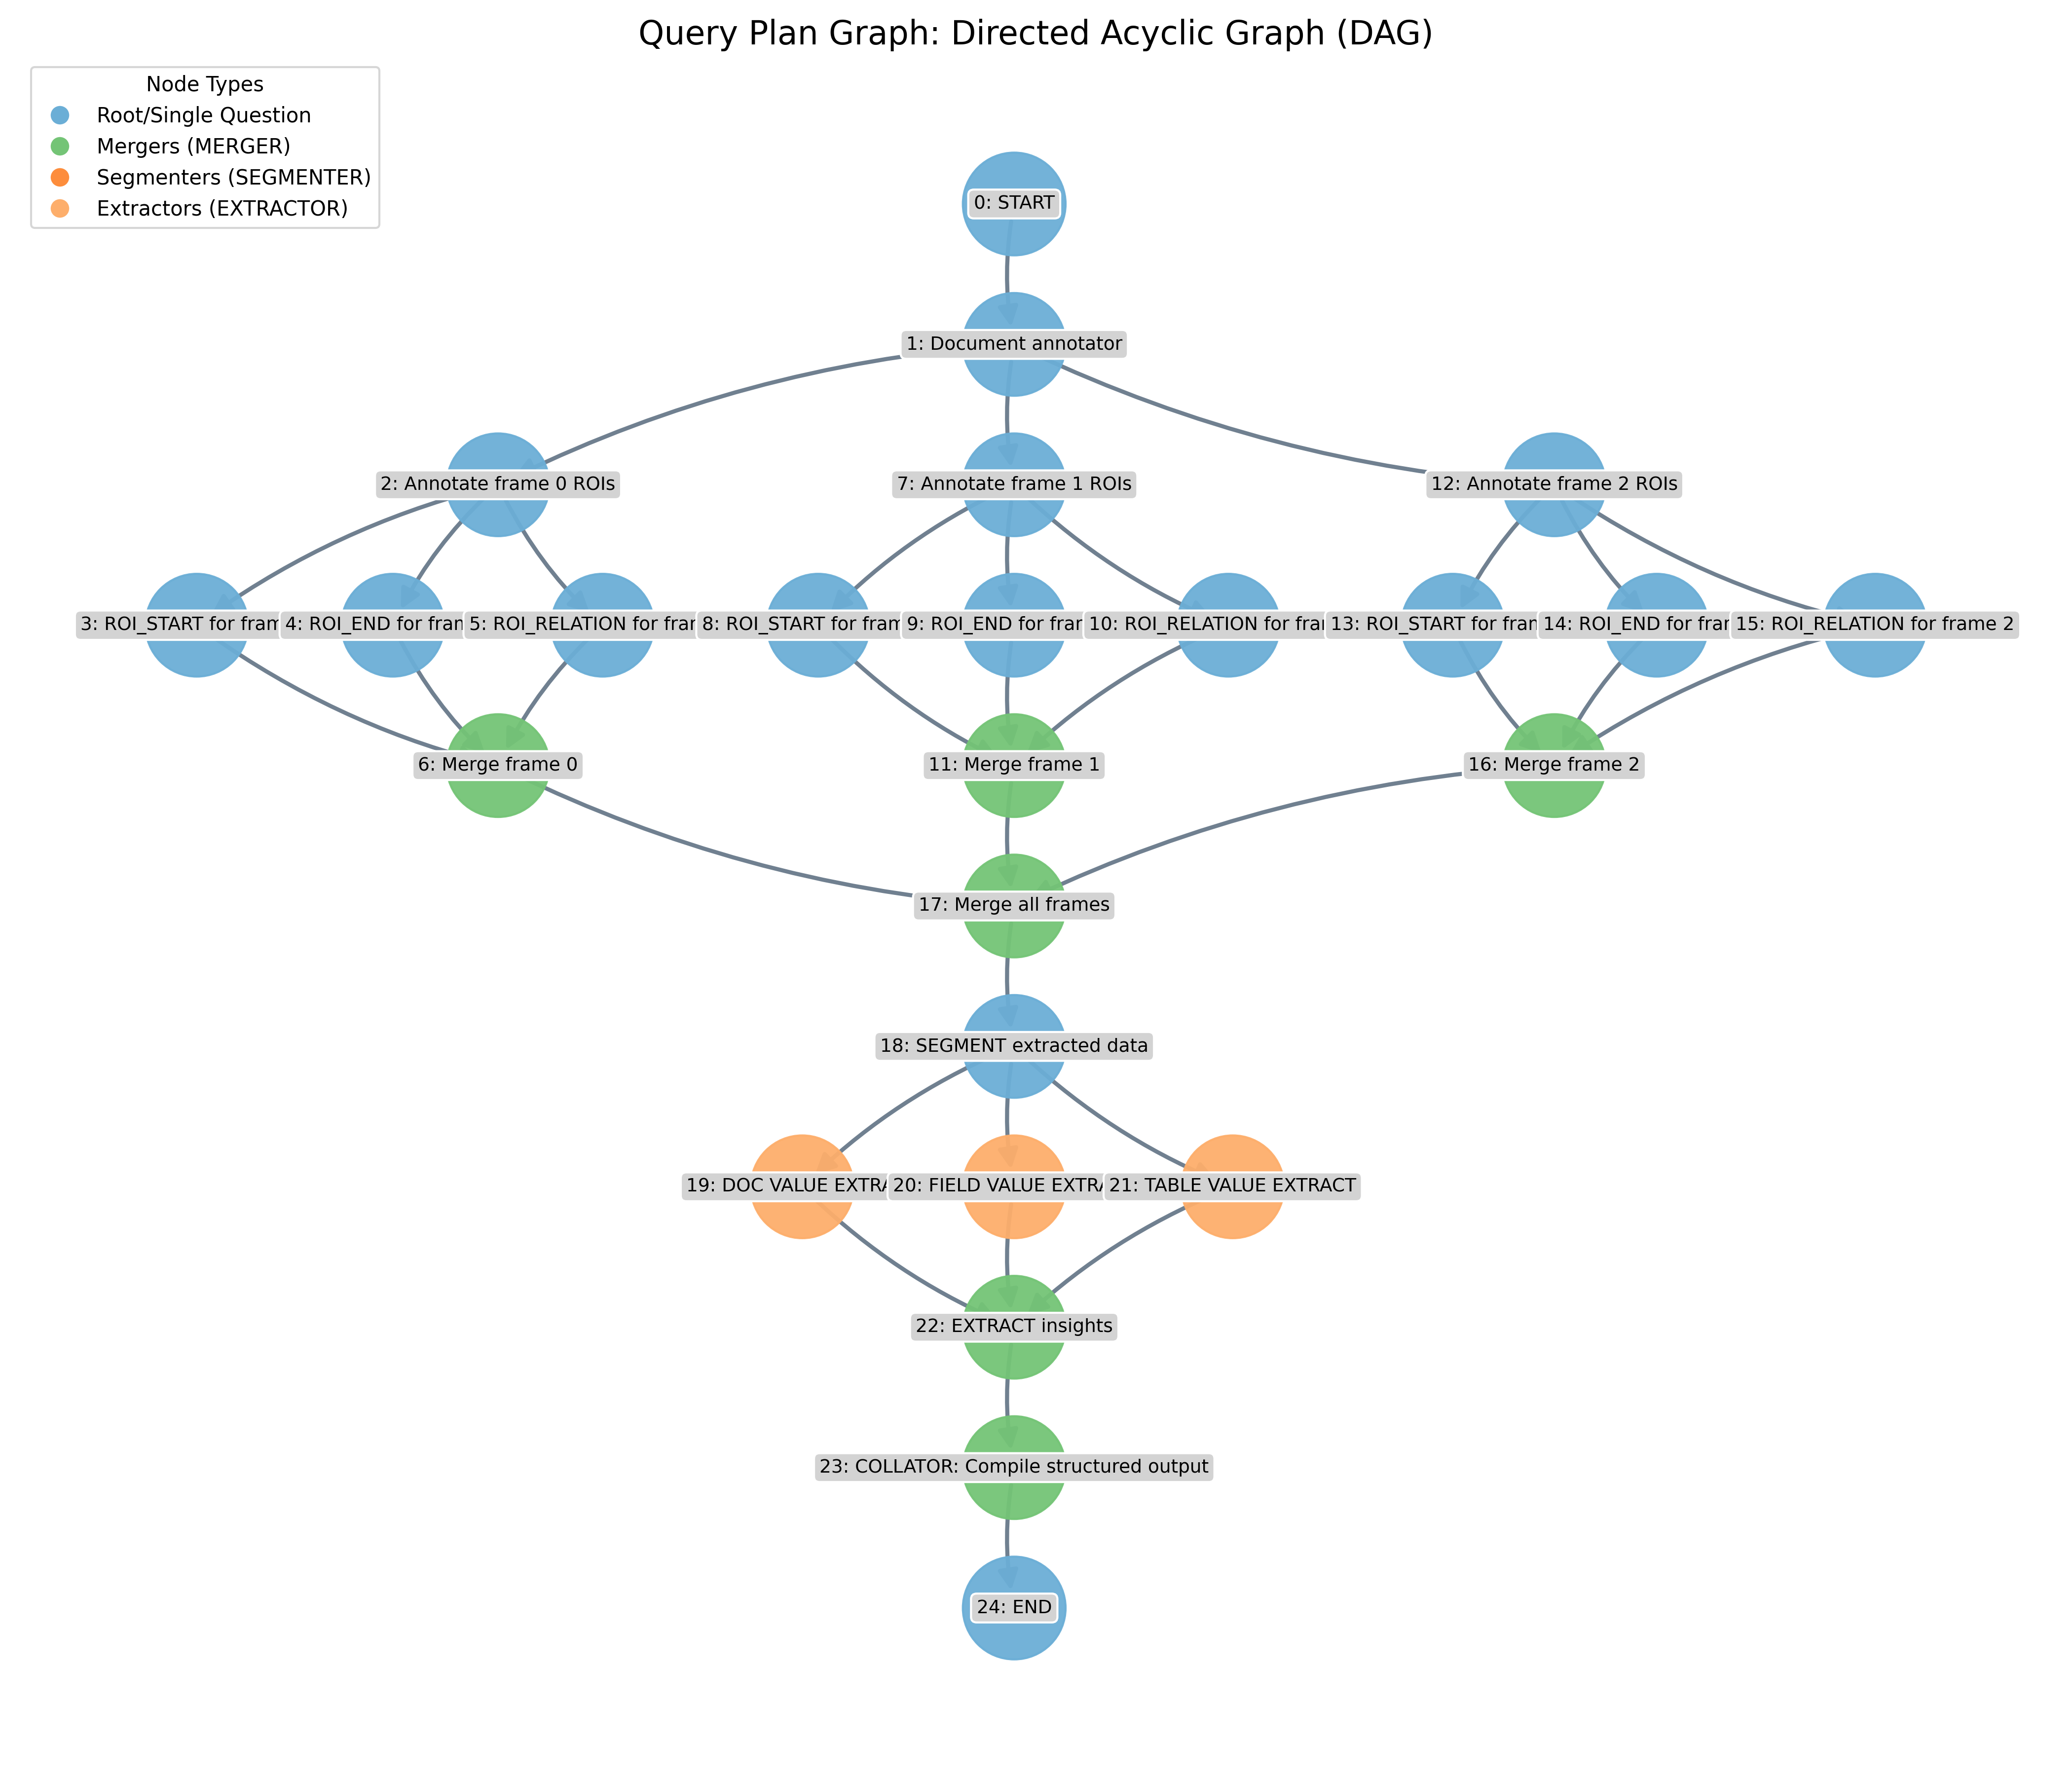 Query Plan Graph: Directed Acyclic Graph (DAG)
Node Types
Root/Single Question
Mergers (MERGER)
Segmenters (SEGMENTER)
Extractors (EXTRACTOR)
0: START
1: Document annotator
2: Annotate frame 0 ROIs
7: Annotate frame 1 ROIs
12: Annotate frame 2 ROIs
3: ROI_START for fram
4: ROI_END for fran
5: ROI_RELATION for fran
8: ROI_START for fram
9: ROI_END for fra
10: ROI_RELATION for fra
13: ROI_START for fran
14: ROI_END for fra
15: ROI_RELATION for frame 2
6: Merge frame 0
11: Merge frame 1
16: Merge frame 2
17: Merge all frames
18: SEGMENT extracted data
19: DOC VALUE EXTRA
20: FIELD VALUE EXTRA
21: TABLE VALUE EXTRACT
22: EXTRACT insights
23: COLLATOR: Compile structured output
24: END